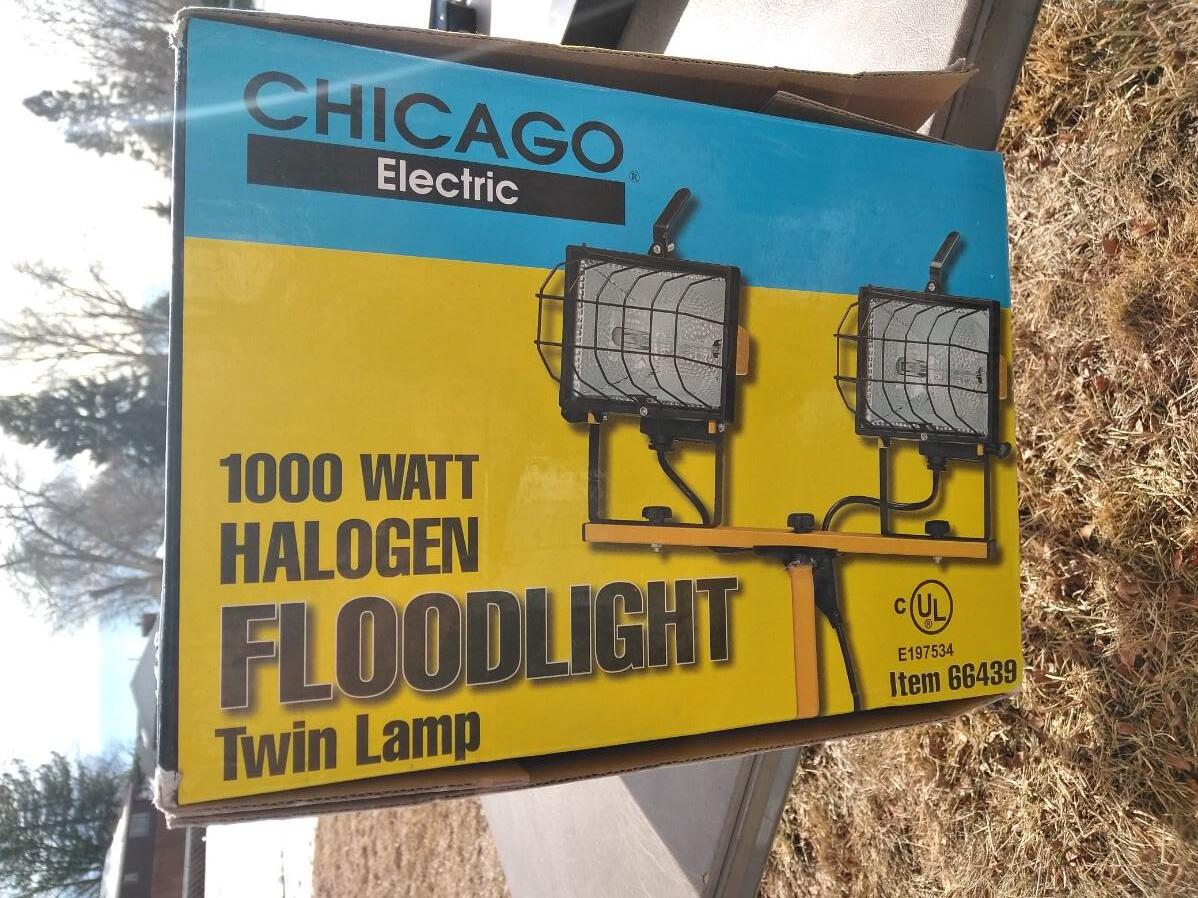 CHICAGO
Electric
®
1000 WATT
HALOGEN
FLOODLIGHT
Twin Lamp
C UL ®
E197534
Item 66439